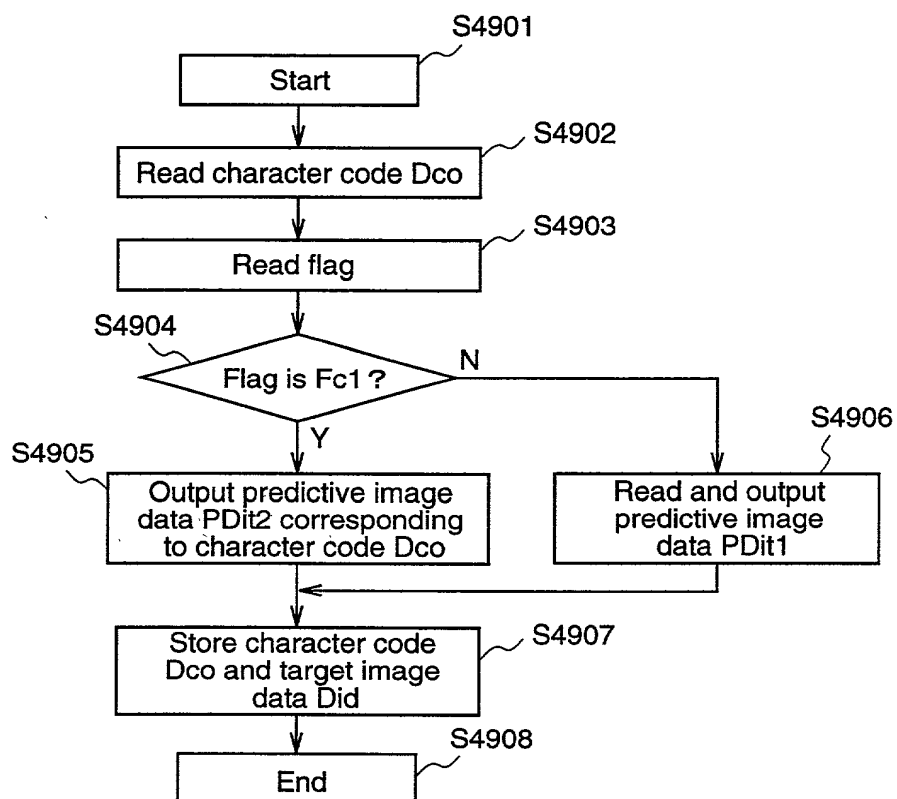 S4901
Start
S4902
Read character code Dco
S4903
Read flag
S4904
Flag is Fc1 ?
N
Y
S4905
Output predictive image
data PDit2 corresponding
to character code Dco
S4906
Read and output
predictive image
data PDit1
S4907
Store character code
Dco and target image
data Did
S4908
End